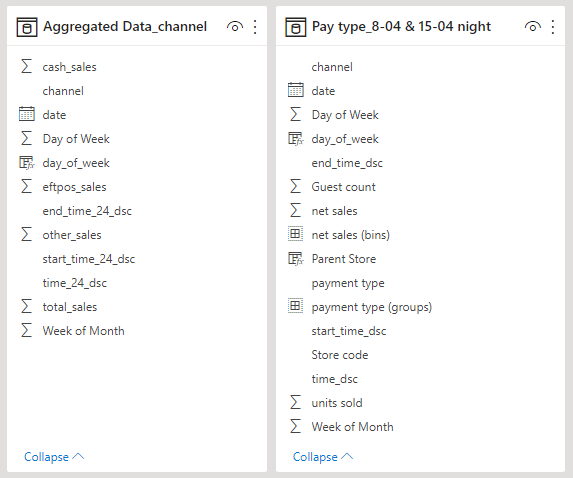 Aggregated Data_channel
cash_sales
channel
date
Day of Week
day_of_week
eftpos_sales
end_time_24_dsc
other_sales
start_time_24_dsc
time_24_dsc
total_sales
Week of Month
Collapse
Pay type_8-04 & 15-04 night
channel
date
Day of Week
day_of_week
end_time_dsc
Guest count
net sales
net sales (bins)
Parent Store
payment type
payment type (groups)
start_time_dsc
Store code
time_dsc
units sold
Week of Month
Collapse